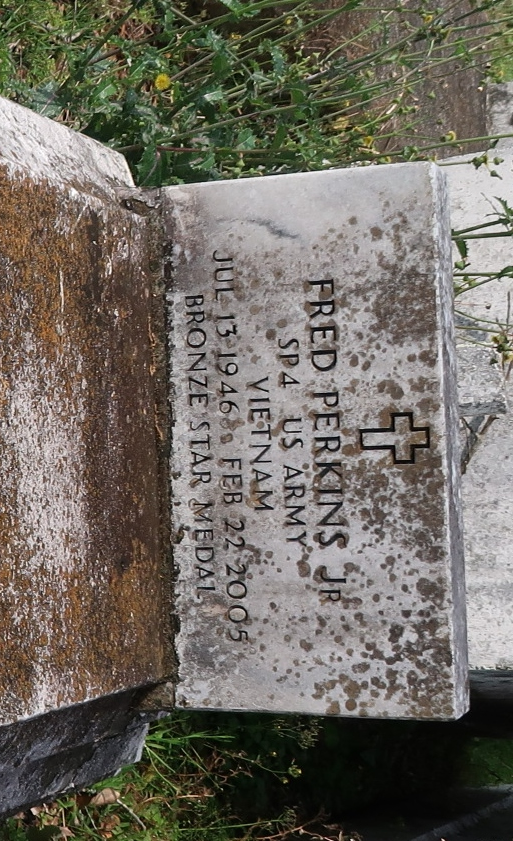 FRED PERKINS JR
SP4 US ARMY
VIETNAM
JUL 13 1946 FEB 22 2005
BRONZE STAR MEDAL